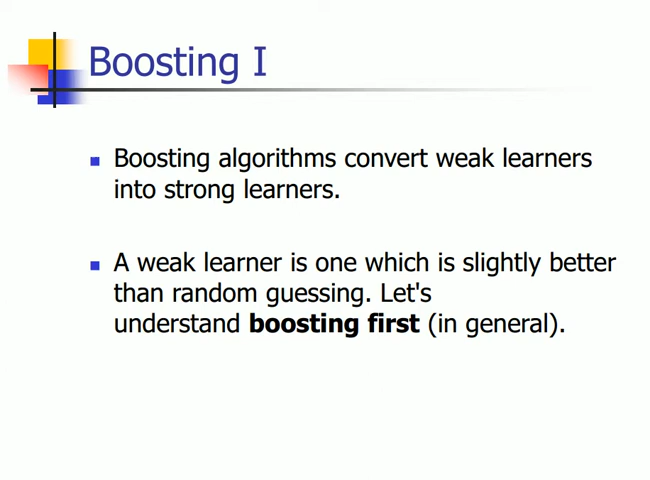 Boosting I
Boosting algorithms convert weak learners
into strong learners.
A weak learner is one which is slightly better
than random guessing. Let's
understand boosting first (in general).